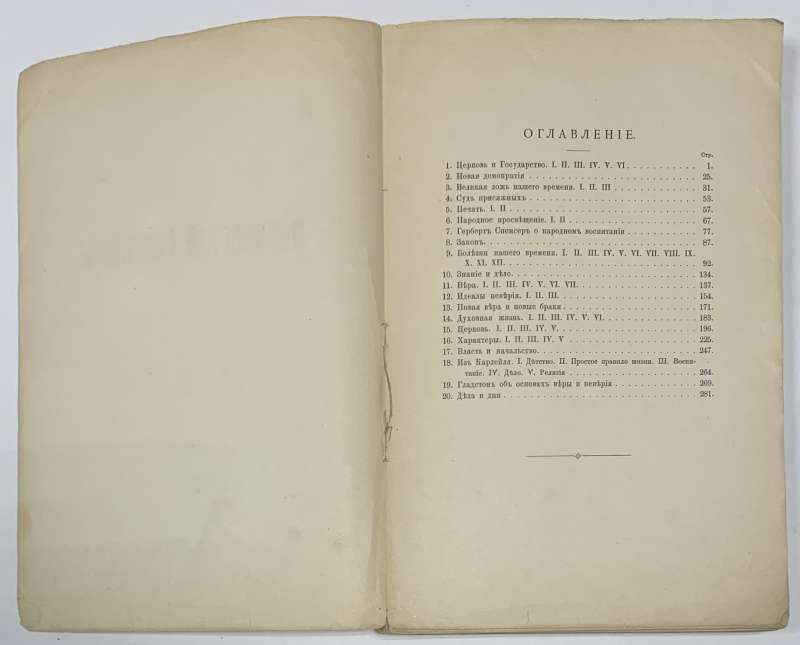 ОГЛАВЛЕНІЕ.
Стр.
1. Церковь и Государство. I. II. III. IV. V. VI. . . . . . . . . . . 1.
2. Новая демократія . . . . . . . . . . . . . . . . . . . . . 25.
3. Великая ложь нашего времени. I. II. III . . . . . . . . . . . 31.
4. Судъ присяжныхъ . . . . . . . . . . . . . . . . . . . . . 53.
5. Печать. I. II . . . . . . . . . . . . . . . . . . . . . . . 57.
6. Народное просвѣщеніе. I. II . . . . . . . . . . . . . . . . 67.
7. Гербертъ Спенсеръ о народномъ воспитаніи . . . . . . . . . 77.
8. Законъ. . . . . . . . . . . . . . . . . . . . . . . . . . 87.
9. Болѣзни нашего времени. I. II. III. IV. V. VI. VII. VIII. IX.
X. XI. XII. . . . . . . . . . . . . . . . . . . . . . . . 92.
10. Знаніе и дѣло. . . . . . . . . . . . . . . . . . . . . . . 134.
11. Вѣра. I. II. III. IV. V. VI. VII. . . . . . . . . . . . . . . 137.
12. Идеалы невѣрія. I. II. III. . . . . . . . . . . . . . . . . 154.
13. Новая вѣра и новые браки . . . . . . . . . . . . . . . . . 171.
14. Духовная жизнь. I. II. III. IV. V. VI. . . . . . . . . . . . 183.
15. Церковь. I. II. III. IV. V. . . . . . . . . . . . . . . . . 196.
16. Характеры. I. II. III. IV. V . . . . . . . . . . . . . . . . 225.
17. Власть и начальство. . . . . . . . . . . . . . . . . . . . 247.
18. Изъ Карлейля. I. Дѣтство. II. Простое правило жизни. III. Воспи-
таніе. IV. Дѣло. V. Религія . . . . . . . . . . . . . . . . 264.
19. Гладстонъ объ основахъ вѣры и невѣрія . . . . . . . . . . . 269.
20. Дѣла и дни . . . . . . . . . . . . . . . . . . . . . . . . 281.